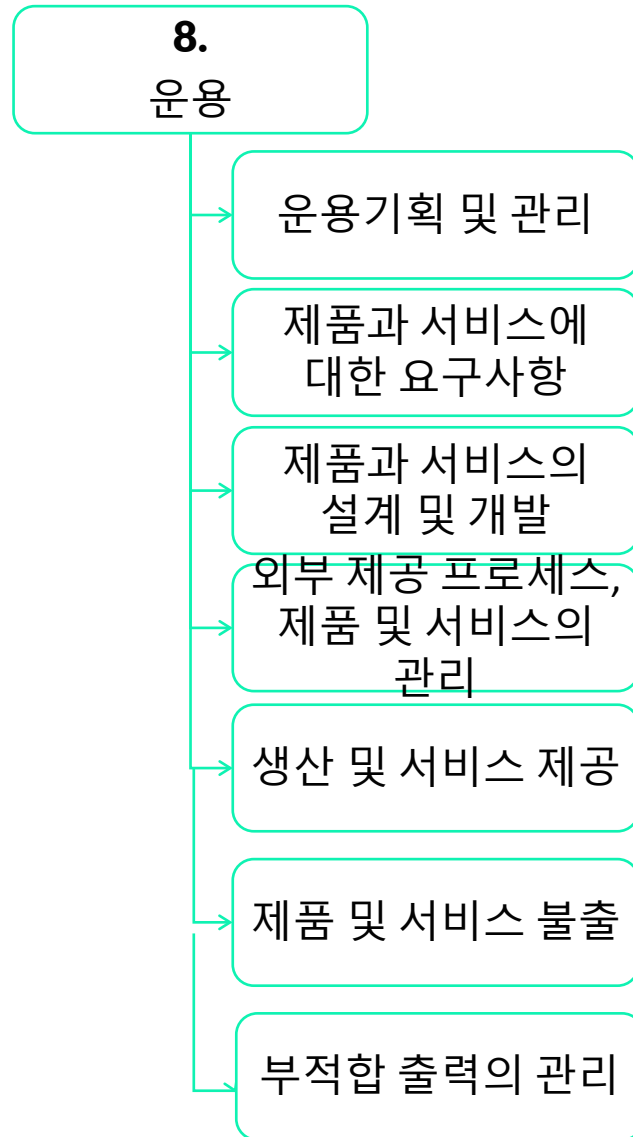 8.
운용
운용기획 및 관리
제품과 서비스에
대한 요구사항
제품과 서비스의
설계 및 개발
외부 제공 프로세스,
제품 및 서비스의
관리
생산 및 서비스 제공
제품 및 서비스 불출
부적합 출력의 관리